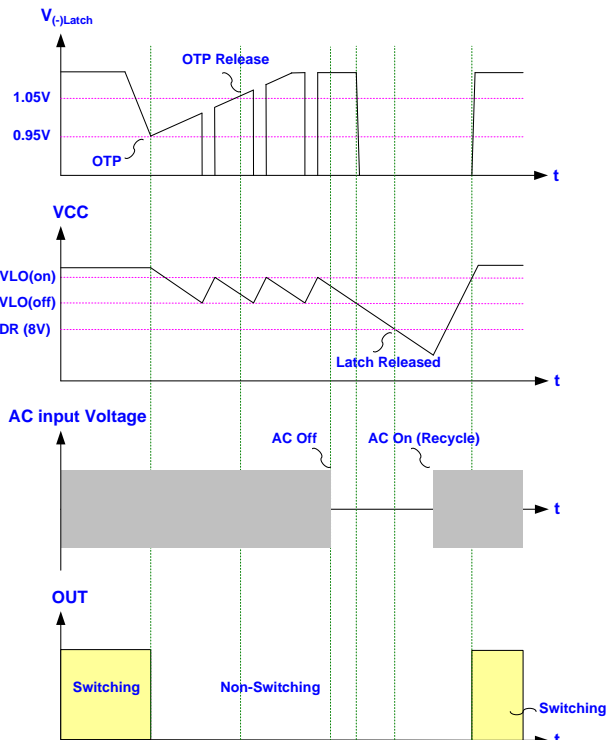 V(-)Latch
OTP Release
1.05V
0.95V
OTP
t
VCC
VLO(on)
VLO(off)
DR (8V)
Latch Released
t
AC input Voltage
AC Off
AC On (Recycle)
t
OUT
Switching
Non-Switching
Switching
t